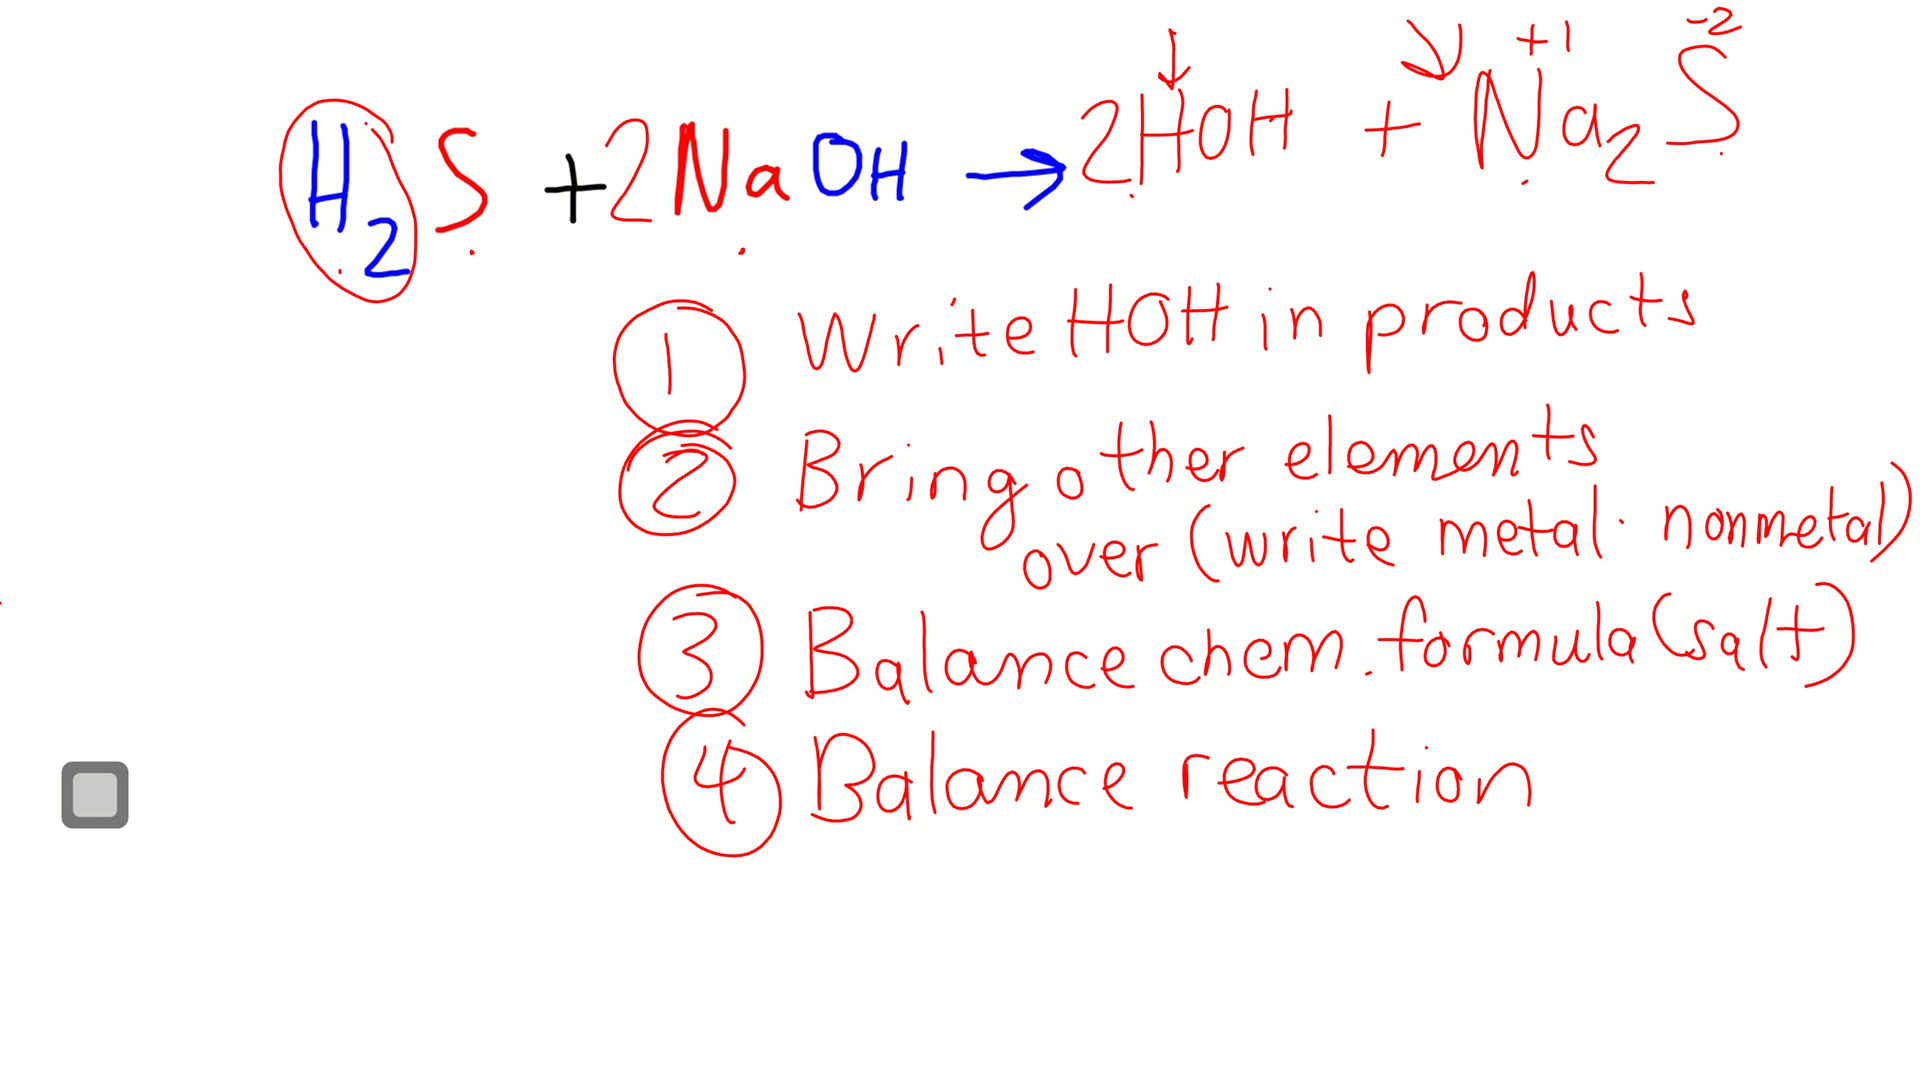 H₂S + 2NaOH → 2HOH + Na₂S
+1 -2
1 Write HOH in products
2 Bring other elements
over (write metal · nonmetal)
3 Balance chem. formula (salt)
4 Balance reaction